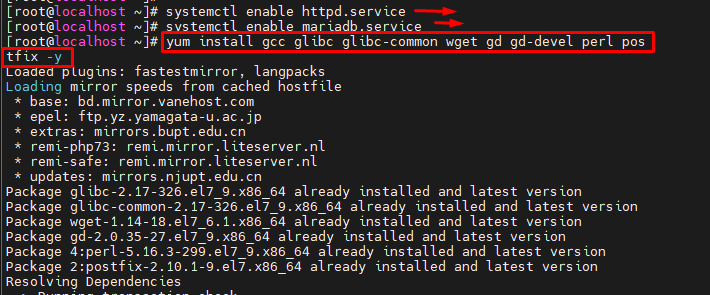 [root@localhost ~]# systemctl enable httpd.service
[root@localhost ~]# systemctl enable mariadb.service
[root@localhost ~]# yum install gcc glibc glibc-common wget gd gd-devel perl pos
tfix -y
Loaded plugins: fastestmirror, langpacks
Loading mirror speeds from cached hostfile
 * base: bd.mirror.vanehost.com
 * epel: ftp.yz.yamagata-u.ac.jp
 * extras: mirrors.bupt.edu.cn
 * remi-php73: remi.mirror.liteserver.nl
 * remi-safe: remi.mirror.liteserver.nl
 * updates: mirrors.njupt.edu.cn
Package glibc-2.17-326.el7_9.x86_64 already installed and latest version
Package glibc-common-2.17-326.el7_9.x86_64 already installed and latest version
Package wget-1.14-18.el7_6.1.x86_64 already installed and latest version
Package gd-2.0.35-27.el7_9.x86_64 already installed and latest version
Package 4:perl-5.16.3-299.el7_9.x86_64 already installed and latest version
Package 2:postfix-2.10.1-9.el7.x86_64 already installed and latest version
Resolving Dependencies